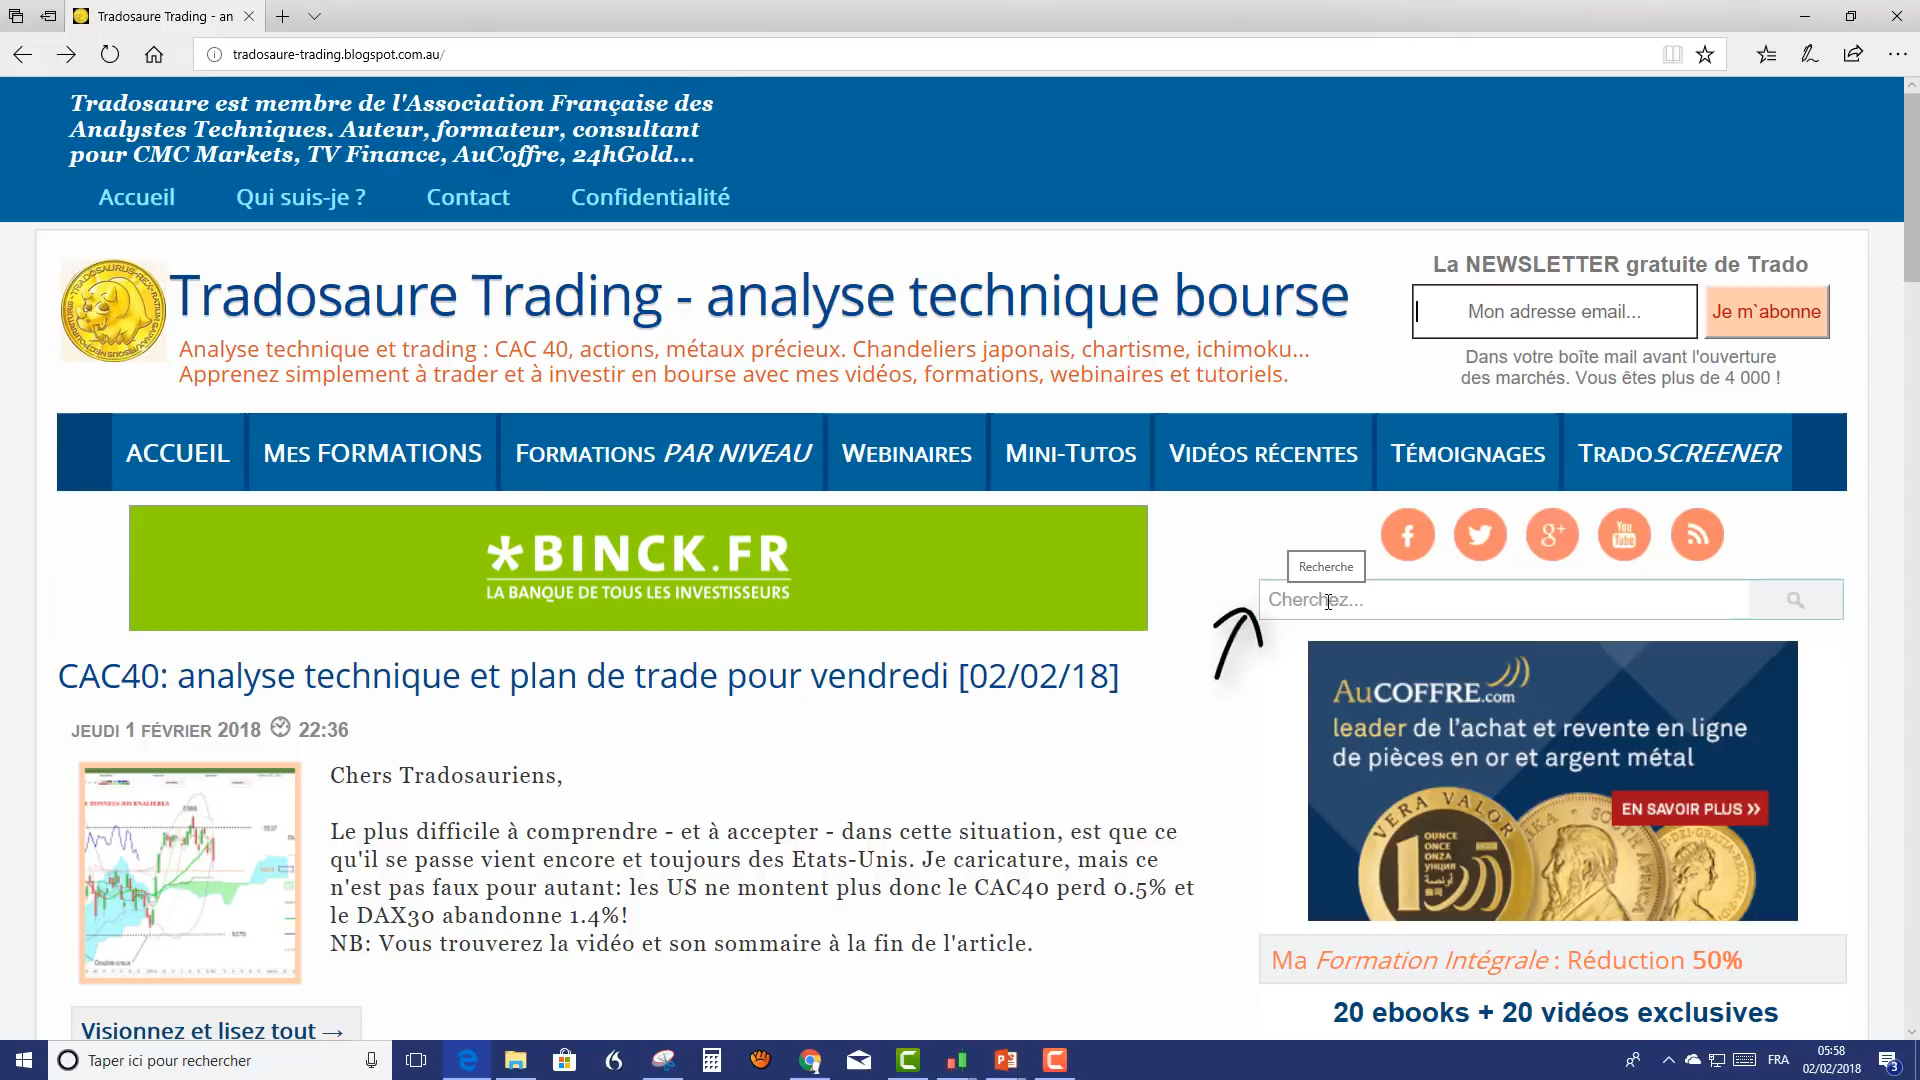 Tradosaure Trading - an
tradosaure-trading.blogspot.com.au/
Tradosaure est membre de l'Association Française des
Analystes Techniques. Auteur, formateur, consultant
pour CMC Markets, TV Finance, AuCoffre, 24hGold...
Accueil Qui suis-je ? Contact Confidentialité
Tradosaure Trading - analyse technique bourse
Analyse technique et trading : CAC 40, actions, métaux précieux. Chandeliers japonais, chartisme, ichimoku...
Apprenez simplement à trader et à investir en bourse avec mes vidéos, formations, webinaires et tutoriels.
La NEWSLETTER gratuite de Trado
Mon adresse email... Je m`abonne
Dans votre boîte mail avant l'ouverture
des marchés. Vous êtes plus de 4 000 !
ACCUEIL MES FORMATIONS FORMATIONS PAR NIVEAU WEBINAIRES MINI-TUTOS VIDÉOS RÉCENTES TÉMOIGNAGES TRADOSCREENER
*BINCK.FR
LA BANQUE DE TOUS LES INVESTISSEURS
You Tube
Recherche
Cherchez...
CAC40: analyse technique et plan de trade pour vendredi [02/02/18]
JEUDI 1 FÉVRIER 2018 22:36
Chers Tradosauriens,
Le plus difficile à comprendre - et à accepter - dans cette situation, est que ce
qu'il se passe vient encore et toujours des Etats-Unis. Je caricature, mais ce
n'est pas faux pour autant: les US ne montent plus donc le CAC40 perd 0.5% et
le DAX30 abandonne 1.4%!
NB: Vous trouverez la vidéo et son sommaire à la fin de l'article.
Visionnez et lisez tout →
AuCOFFRE.com
leader de l'achat et revente en ligne
de pièces en or et argent métal
EN SAVOIR PLUS >>
VERA VALOR
1 OUNCE ONCE ONZA
Ma Formation Intégrale : Réduction 50%
20 ebooks + 20 vidéos exclusives
Taper ici pour rechercher
FRA
05:58
02/02/2018
3